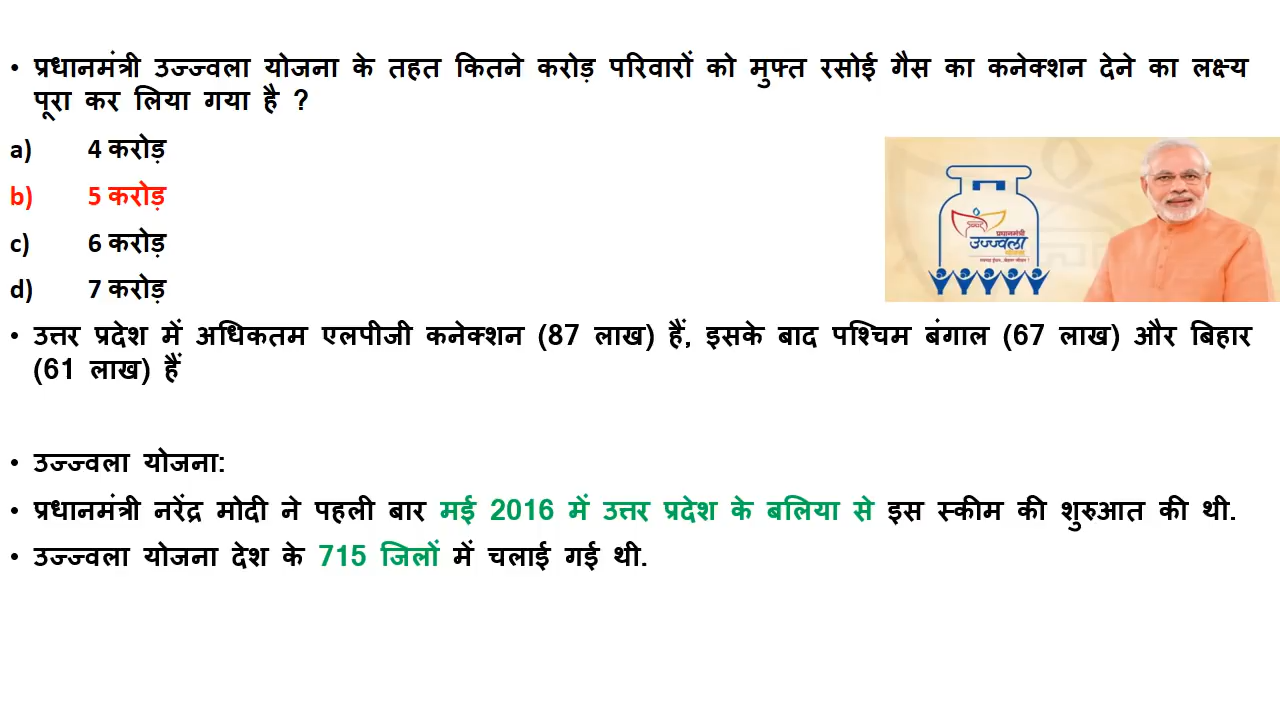 • प्रधानमंत्री उज्ज्वला योजना के तहत कितने करोड़ परिवारों को मुफ्त रसोई गैस का कनेक्शन देने का लक्ष्य
पूरा कर लिया गया है ?
a) 4 करोड़
b) 5 करोड़
c) 6 करोड़
d) 7 करोड़
प्रधानमंत्री
उज्ज्वला
योजना
• उत्तर प्रदेश में अधिकतम एलपीजी कनेक्शन (87 लाख) हैं, इसके बाद पश्चिम बंगाल (67 लाख) और बिहार
(61 लाख) हैं
• उज्ज्वला योजना:
• प्रधानमंत्री नरेंद्र मोदी ने पहली बार मई 2016 में उत्तर प्रदेश के बलिया से इस स्कीम की शुरुआत की थी.
• उज्ज्वला योजना देश के 715 जिलों में चलाई गई थी.